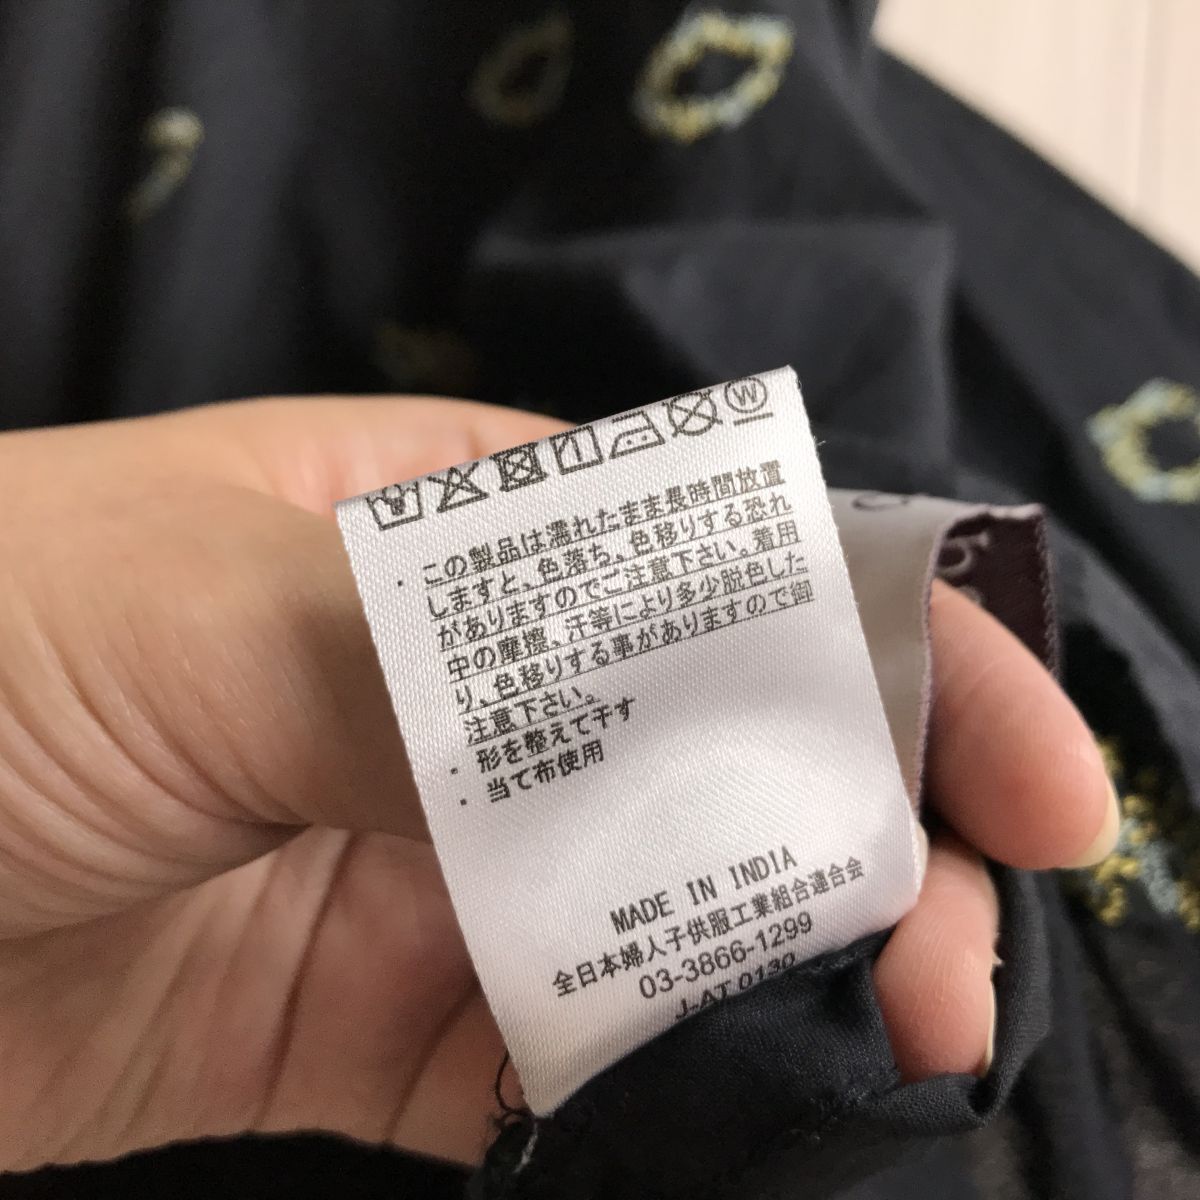 W
・この製品は濡れたまま長時間放置
しますと、色落ち、色移りする恐れ
がありますのでご注意下さい。着用
中の摩擦、汗等により多少脱色した
り、色移りする事がありますので御
注意下さい。
・形を整えて干す
・当て布使用
MADE IN INDIA
全日本婦人子供服工業組合連合会
03-3866-1299
J-AT 0130